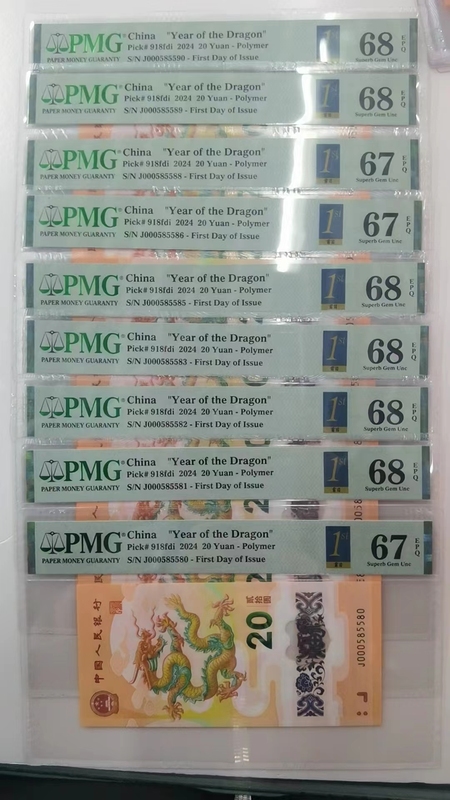 PMG China "Year of the Dragon" 1st 68 EPQ
Pick# 918fdi 2024 20 Yuan - Polymer
PAPER MONEY GUARANTY S/N J000585590 - First Day of Issue Superb Gem Unc
PMG China "Year of the Dragon" 1st 68 EPQ
Pick# 918fdi 2024 20 Yuan - Polymer
PAPER MONEY GUARANTY S/N J000585589 - First Day of Issue Superb Gem Unc
PMG China "Year of the Dragon" 1st 67 EPQ
Pick# 918fdi 2024 20 Yuan - Polymer
PAPER MONEY GUARANTY S/N J000585588 - First Day of Issue Superb Gem Unc
PMG China "Year of the Dragon" 1st 67 EPQ
Pick# 918fdi 2024 20 Yuan - Polymer
PAPER MONEY GUARANTY S/N J000585586 - First Day of Issue Superb Gem Unc
PMG China "Year of the Dragon" 1st 68 EPQ
Pick# 918fdi 2024 20 Yuan - Polymer
PAPER MONEY GUARANTY S/N J000585585 - First Day of Issue Superb Gem Unc
PMG China "Year of the Dragon" 1st 68 EPQ
Pick# 918fdi 2024 20 Yuan - Polymer
PAPER MONEY GUARANTY S/N J000585583 - First Day of Issue Superb Gem Unc
PMG China "Year of the Dragon" 1st 68 EPQ
Pick# 918fdi 2024 20 Yuan - Polymer
PAPER MONEY GUARANTY S/N J000585582 - First Day of Issue Superb Gem Unc
PMG China "Year of the Dragon" 1st 68 EPQ
Pick# 918fdi 2024 20 Yuan - Polymer
PAPER MONEY GUARANTY S/N J000585581 - First Day of Issue Superb Gem Unc
PMG China "Year of the Dragon" 1st 67 EPQ
Pick# 918fdi 2024 20 Yuan - Polymer
PAPER MONEY GUARANTY S/N J000585580 - First Day of Issue Superb Gem Unc
中国人民银行
20
贰拾圆
J000585580